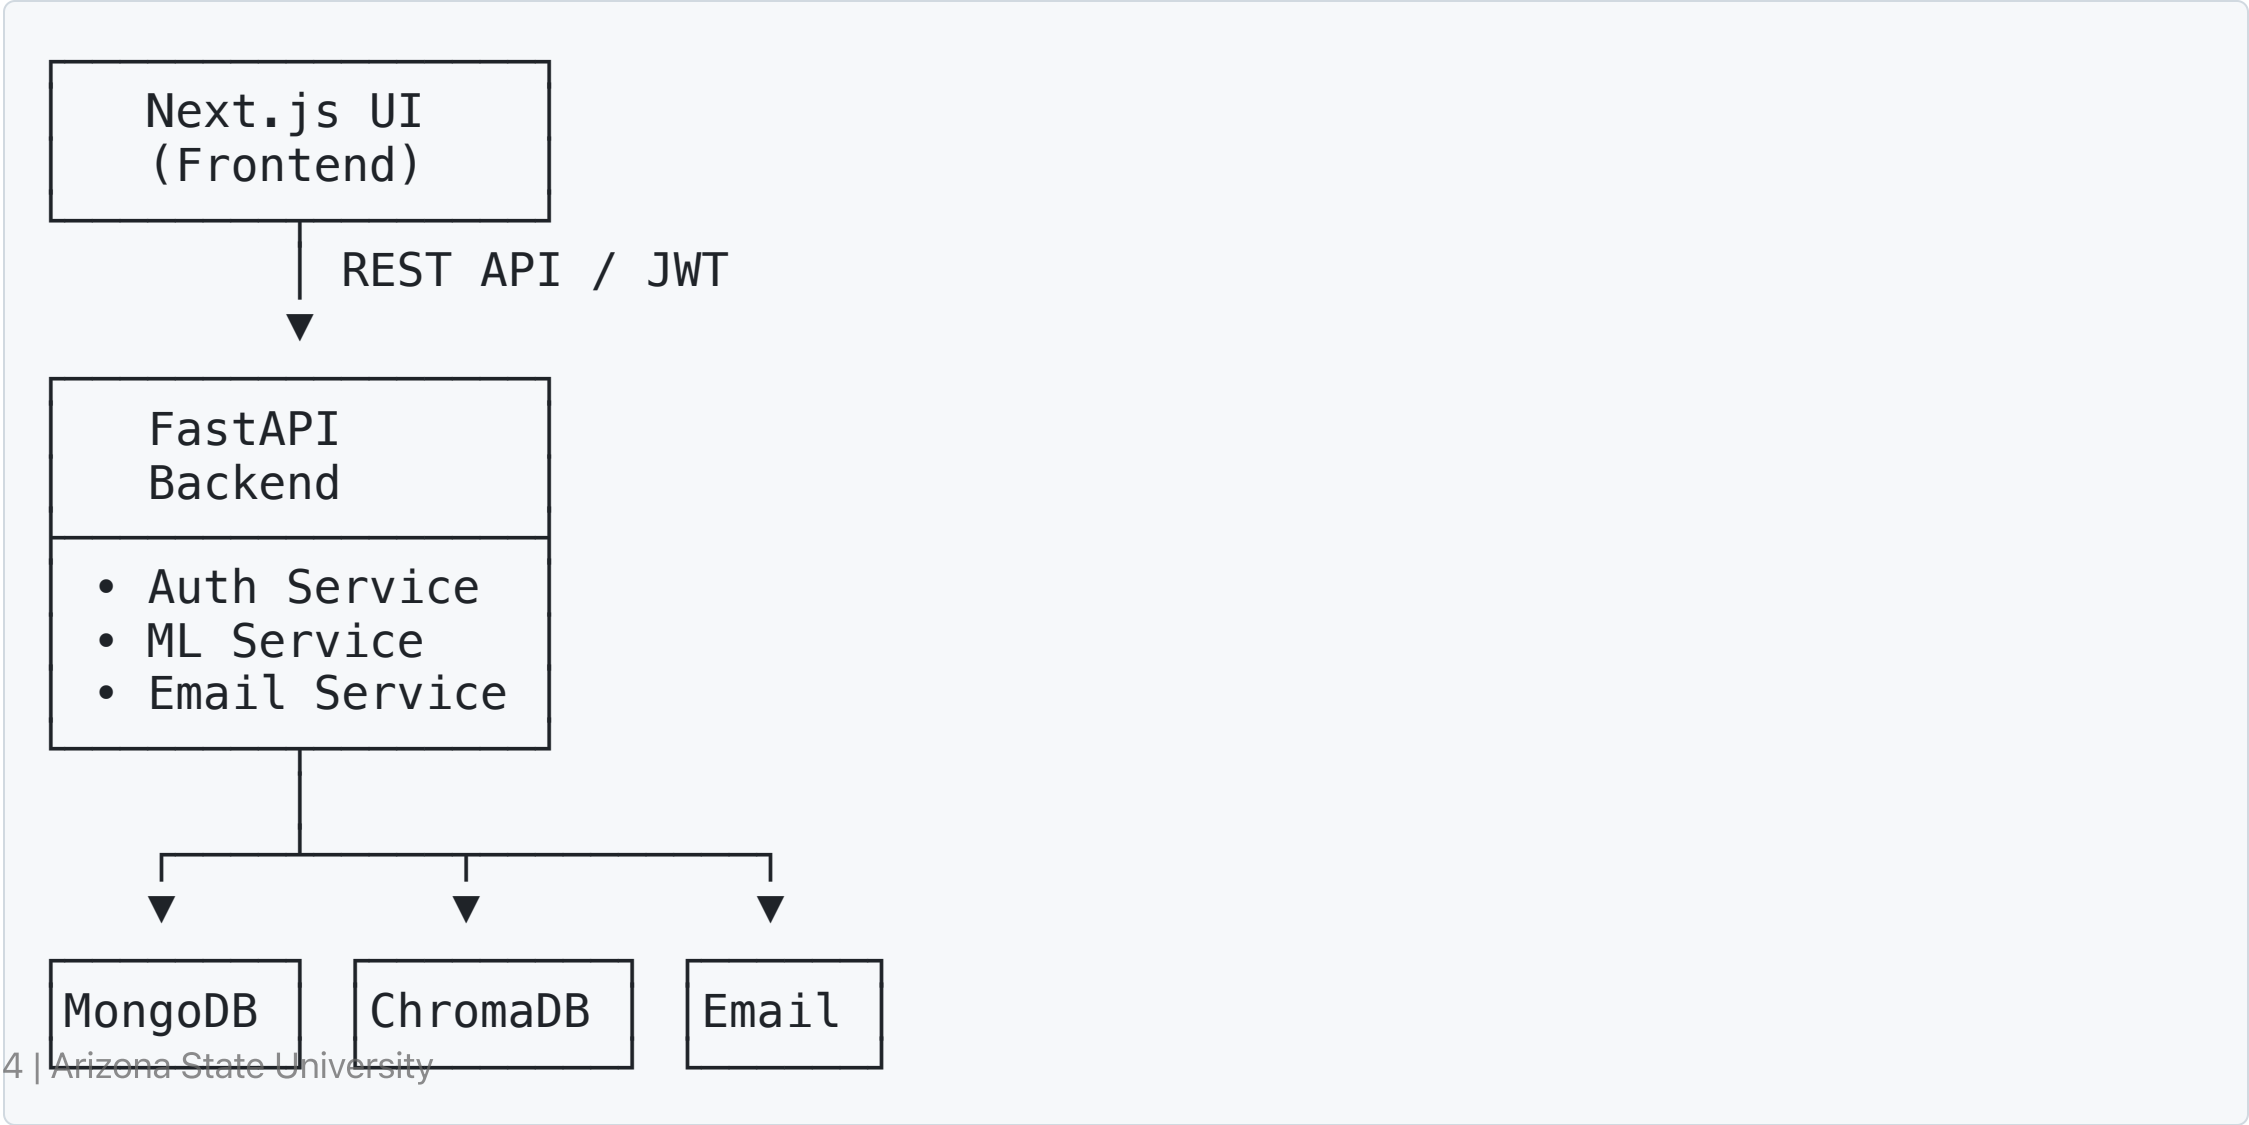 Next.js UI
(Frontend)
REST API / JWT
FastAPI
Backend
• Auth Service
• ML Service
• Email Service
MongoDB ChromaDB Email
4 | Arizona State University